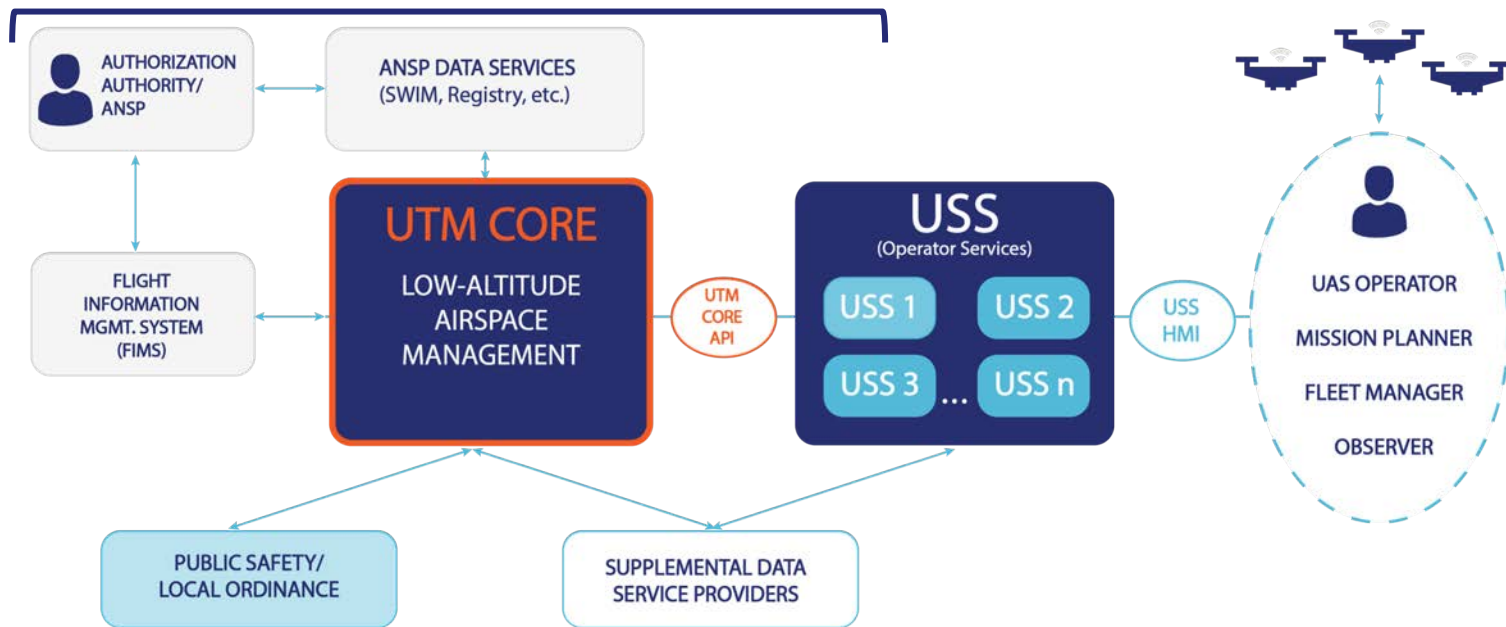 AUTHORIZATION
AUTHORITY/
ANSP
ANSP DATA SERVICES
(SWIM, Registry, etc.)
FLIGHT
INFORMATION
MGMT. SYSTEM
(FIMS)
UTM CORE
LOW-ALTITUDE
AIRSPACE
MANAGEMENT
UTM
CORE
API
USS
(Operator Services)
USS 1
USS 2
USS 3
...
USS n
USS
HMI
UAS OPERATOR
MISSION PLANNER
FLEET MANAGER
OBSERVER
PUBLIC SAFETY/
LOCAL ORDINANCE
SUPPLEMENTAL DATA
SERVICE PROVIDERS